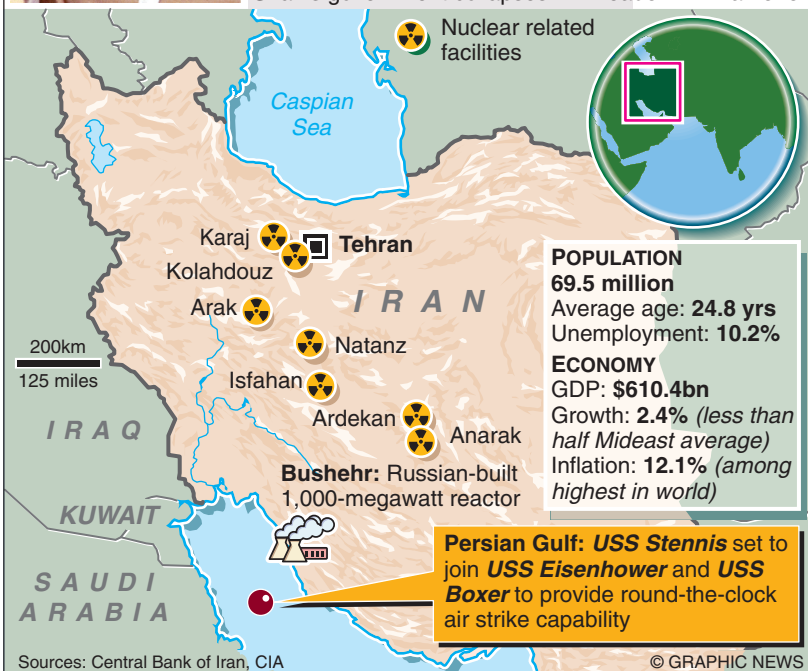 Nuclear related
facilities
Caspian
Sea
Karaj
Tehran
Kolahdouz
IRAN
Arak
Natanz
200km
125 miles
Isfahan
Ardekan
Anarak
IRAQ
Bushehr: Russian-built
1,000-megawatt reactor
KUWAIT
SAUDI
ARABIA
POPULATION
69.5 million
Average age: 24.8 yrs
Unemployment: 10.2%
ECONOMY
GDP: $610.4bn
Growth: 2.4% (less than
half Mideast average)
Inflation: 12.1% (among
highest in world)
Persian Gulf: USS Stennis set to
join USS Eisenhower and USS
Boxer to provide round-the-clock
air strike capability
Sources: Central Bank of Iran, CIA
© GRAPHIC NEWS